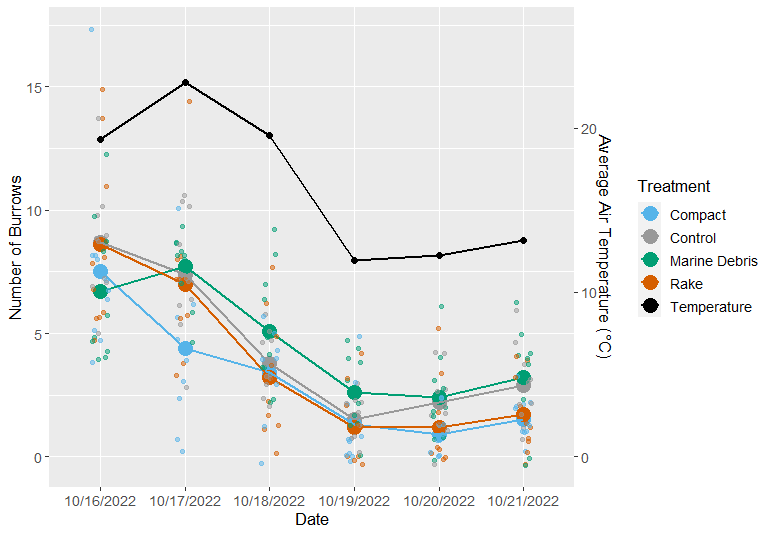 15
10
5
0
Number of Burrows
20
10
0
Average Air Temperature (°C)
10/16/2022 10/17/2022 10/18/2022 10/19/2022 10/20/2022 10/21/2022
Date
Treatment
Compact
Control
Marine Debris
Rake
Temperature